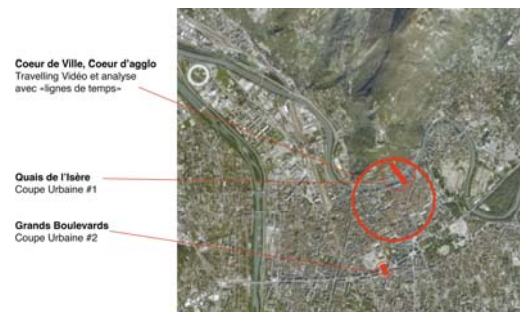 Coeur de Ville, Coeur d'agglo
Travelling Vidéo et analyse
avec «lignes de temps»
Quais de l'Isère
Coupe Urbaine #1
Grands Boulevards
Coupe Urbaine #2